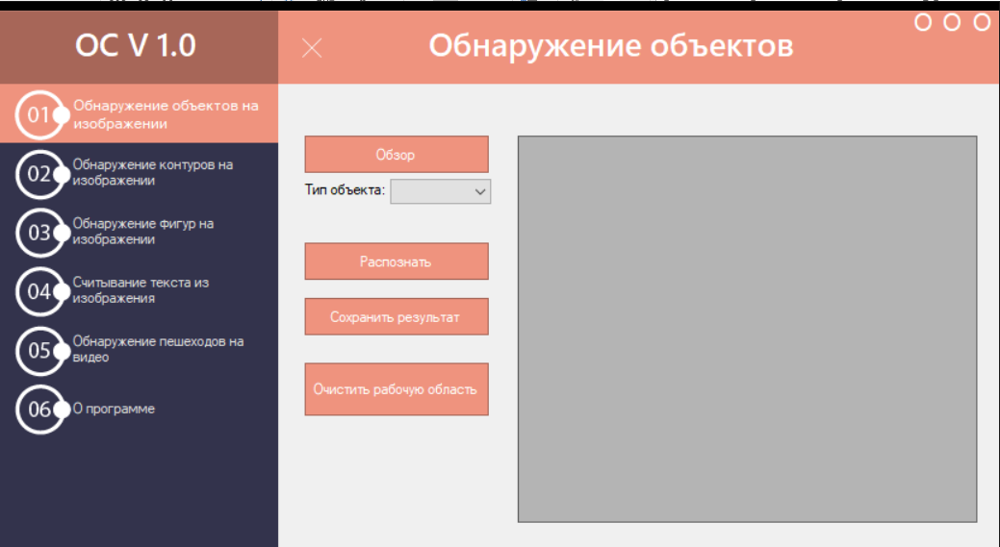 OC V 1.0
Обнаружение объектов
01
Обнаружение объектов на
изображении
02
Обнаружение контуров на
изображении
03
Обнаружение фигур на
изображении
04
Считывание текста из
изображения
05
Обнаружение пешеходов на
видео
06
О программе
Обзор
Тип объекта:
Распознать
Сохранить результат
Очистить рабочую область